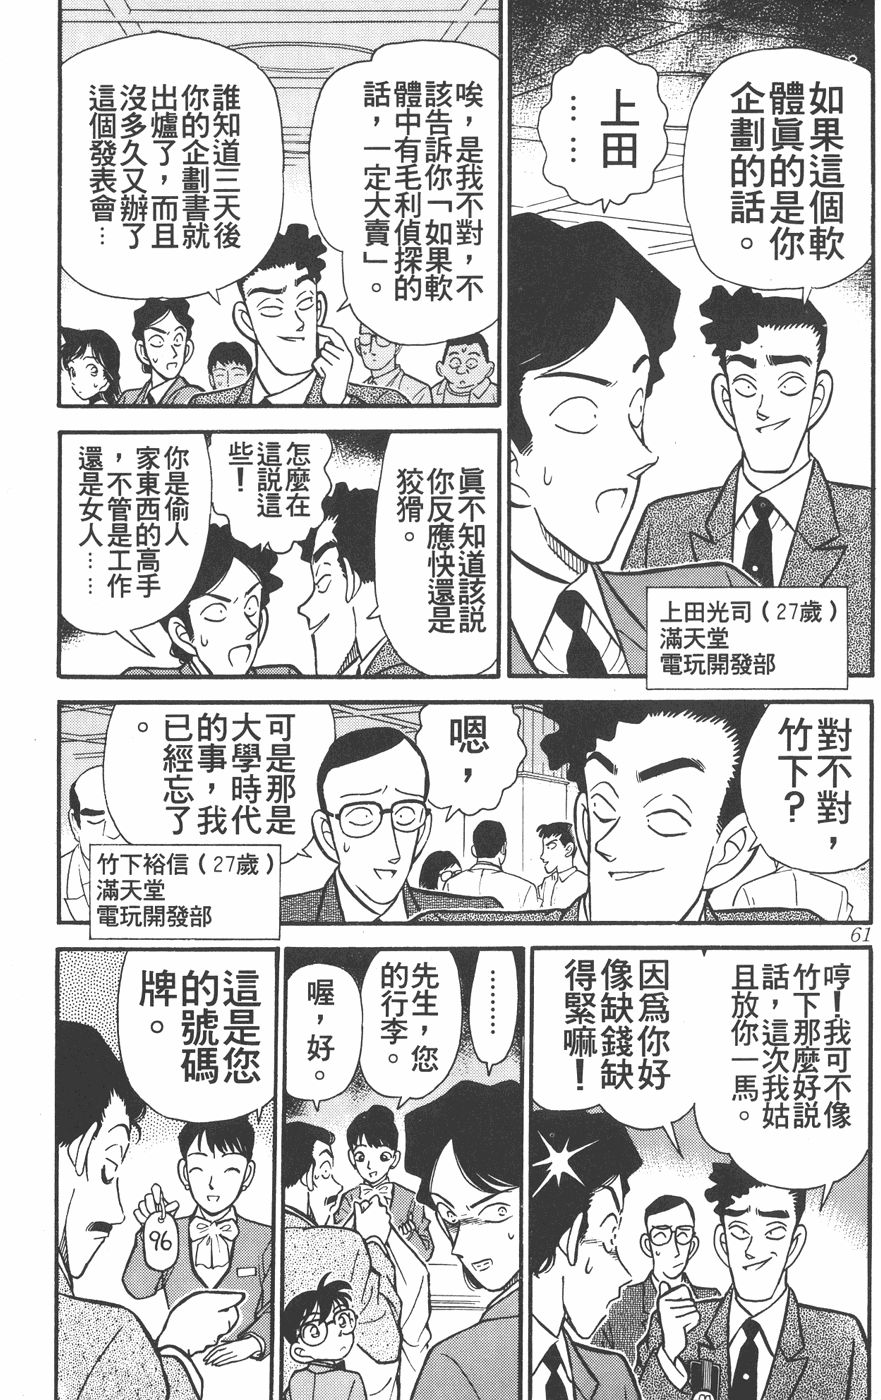 如果這個軟
體眞的是你
企劃的話。
上田
……
上田光司（27歲）
滿天堂
電玩開發部
唉，是我不對，不
該告訴你「如果軟
體中有毛利偵探的
話，一定大賣」。
誰知道三天後
你的企劃書就
出爐了，而且
沒多久又辦了
這個發表會…
眞不知道該說
你反應快還是
狡猾。
怎麼在
這說這
些！
你是偷人
家東西的高手
，不管是工作
還是女人……
對不對，
竹下？
嗯，
可是那是
大學時代
的事，我
已經忘了
。
竹下裕信（27歲）
滿天堂
電玩開發部
61
哼！我可不像
竹下那麼好說
話，這次我姑
且放你一馬。
因爲你好
像缺錢缺
得緊嘛！
………
先生，您
的行李。
喔，好。
這是您
的號碼
牌。
96